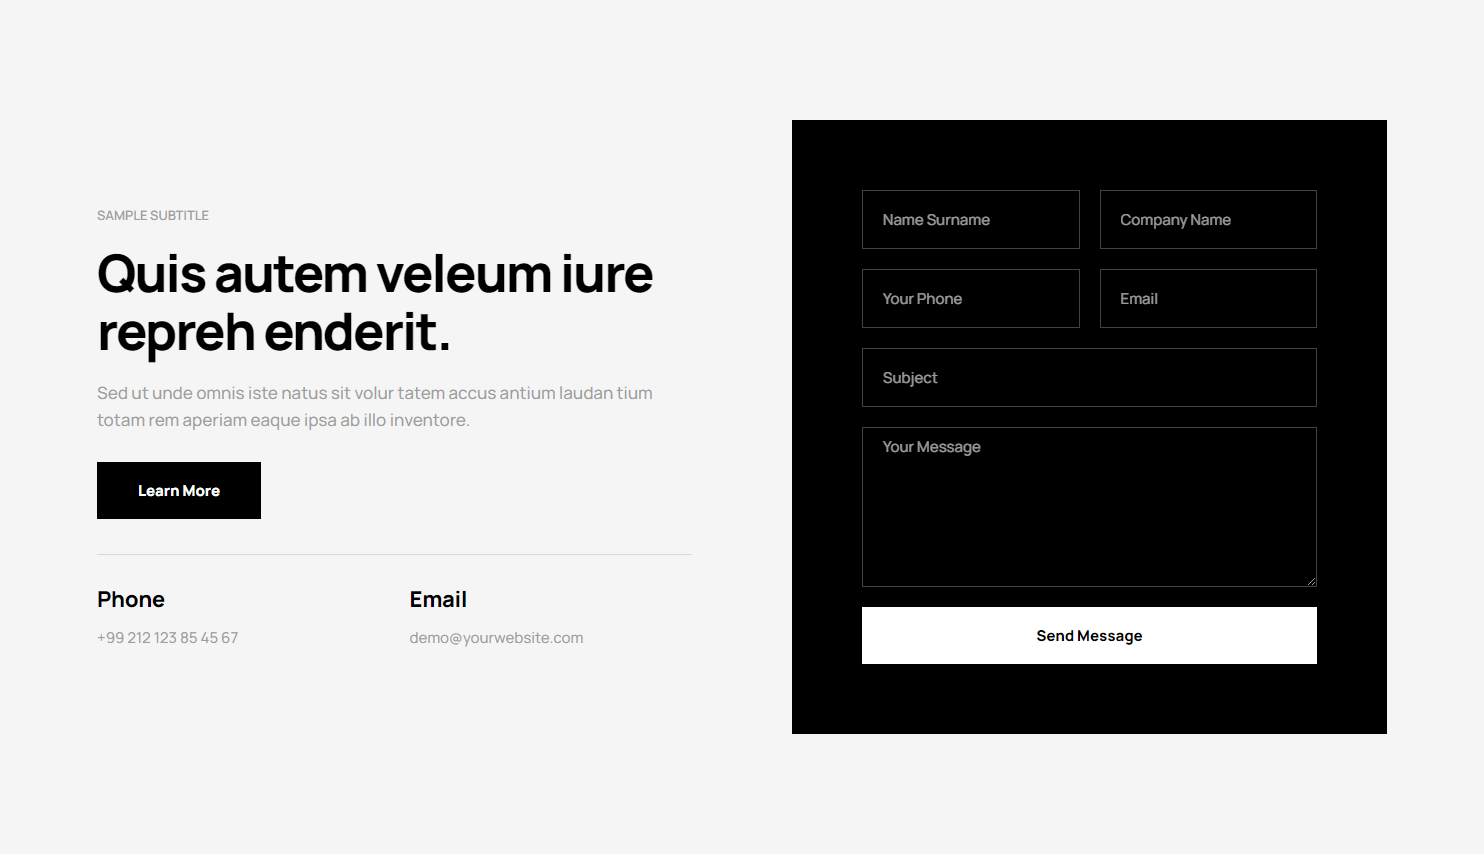 SAMPLE SUBTITLE
Quis autem veleum iure
repreh enderit.
Sed ut unde omnis iste natus sit volur tatem accus antium laudan tium
totam rem aperiam eaque ipsa ab illo inventore.
Learn More
Phone
+99 212 123 85 45 67
Email
demo@yourwebsite.com
Name Surname
Company Name
Your Phone
Email
Subject
Your Message
Send Message